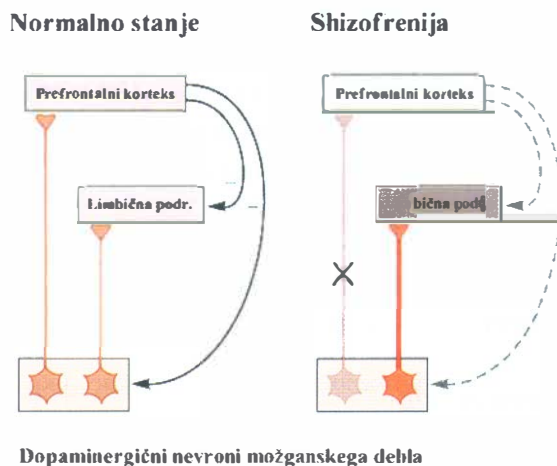 Normalno stanje
Shizofrenija
Prefrontalni korteks
Prefrontalni korteks
Limbična podr.
bična pod
Dopaminergični nevroni možganskega debla